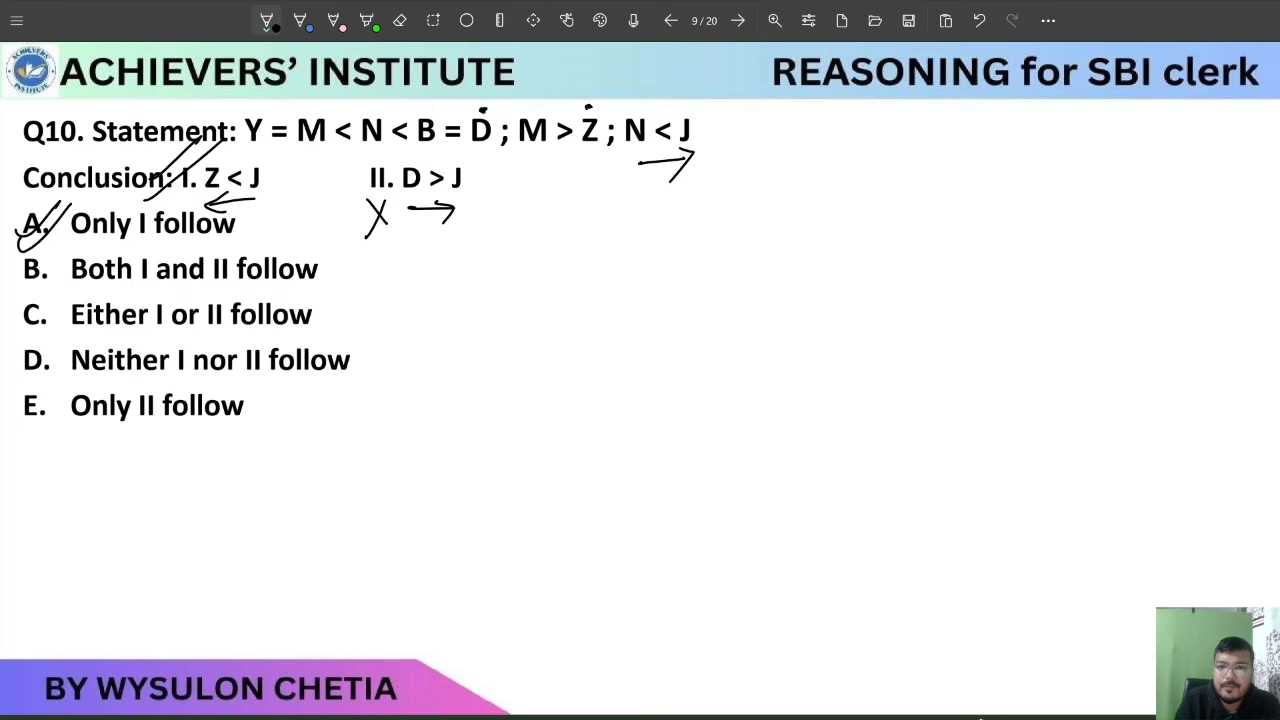 9 / 20
ACHIEVERS' INSTITUTE
REASONING for SBI clerk
Q10. Statement: Y = M < N < B = D ; M > Z ; N < J
Conclusion: I. Z < J II. D > J
A. Only I follow
B. Both I and II follow
C. Either I or II follow
D. Neither I nor II follow
E. Only II follow
BY WYSULON CHETIA